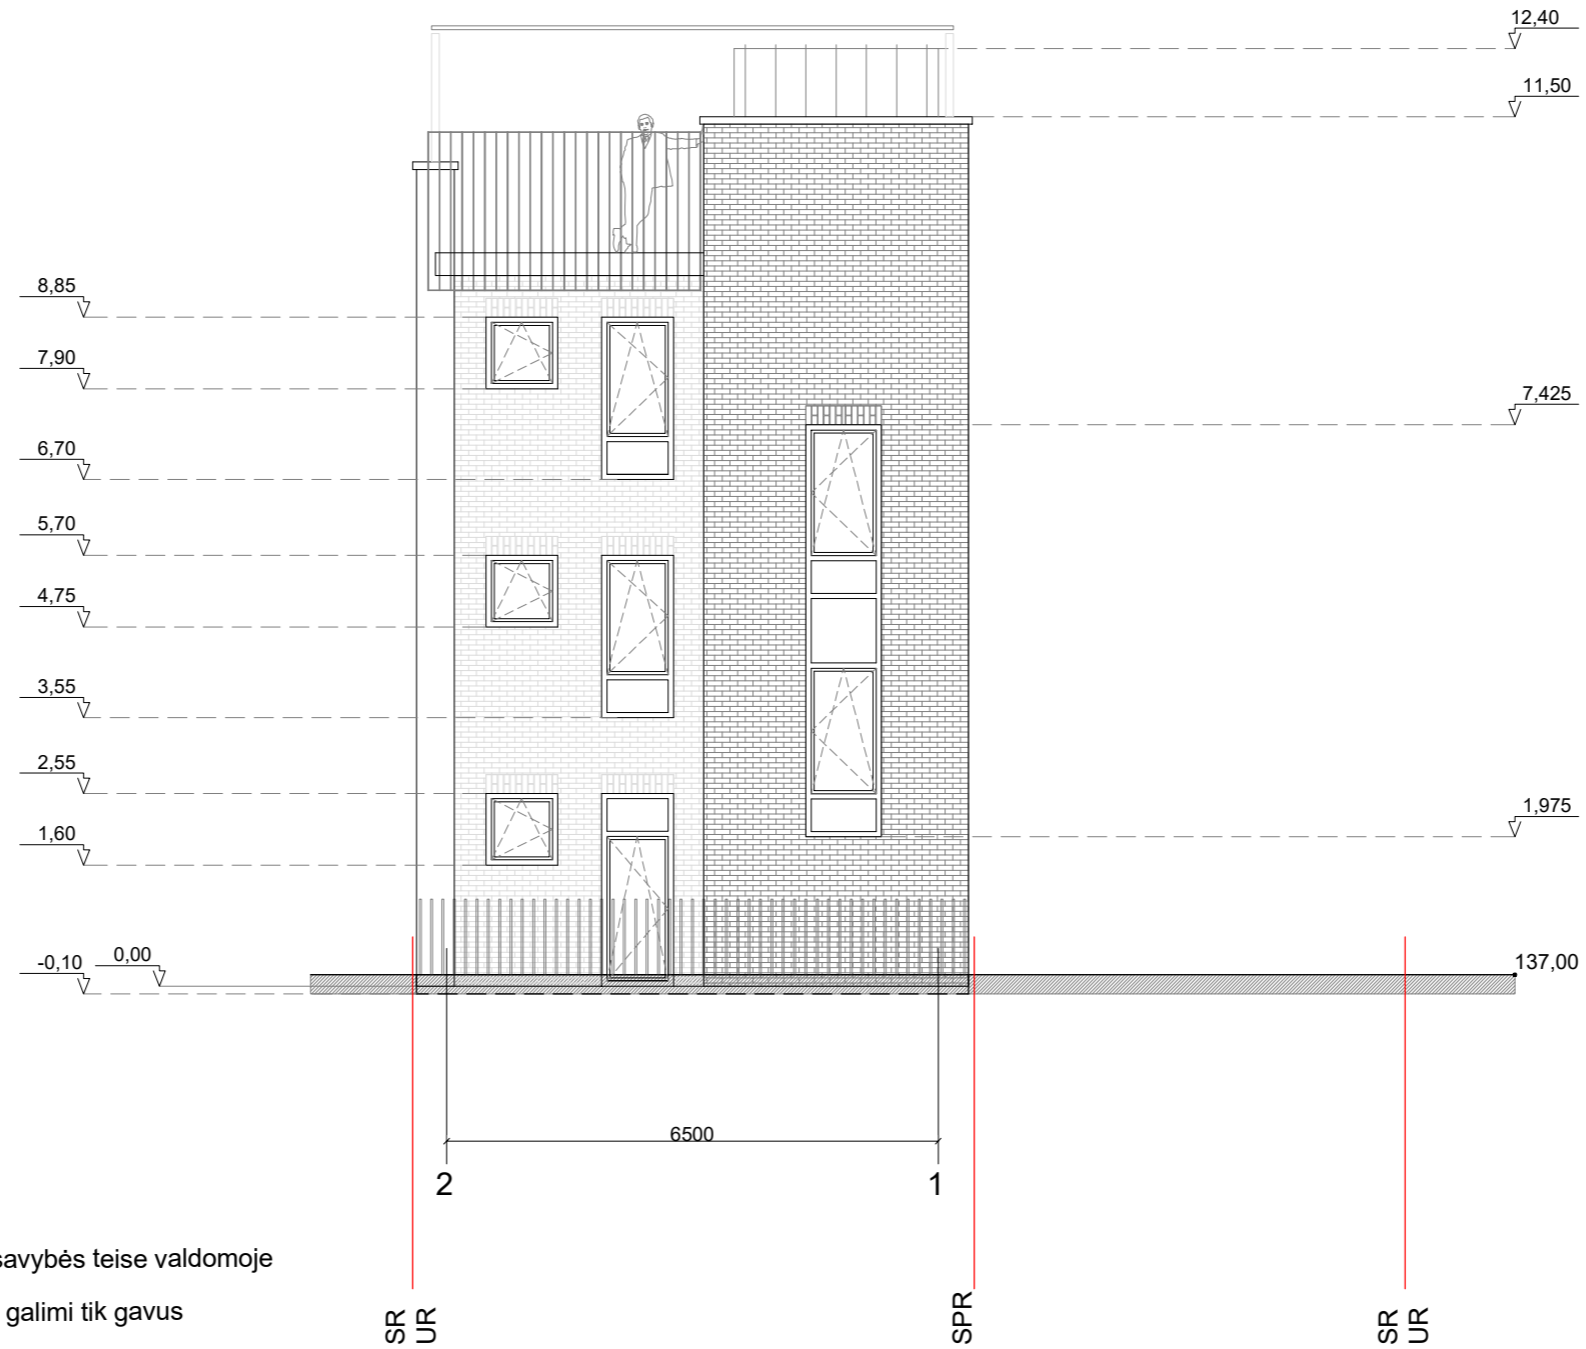 12,40
11,50
8,85
7,90
7,425
6,70
5,70
4,75
3,55
2,55
1,975
1,60
0,00
-0,10
137,00
6500
2 1
savybės teise valdomoje
galimi tik gavus
SR
UR
SPR
SR
UR